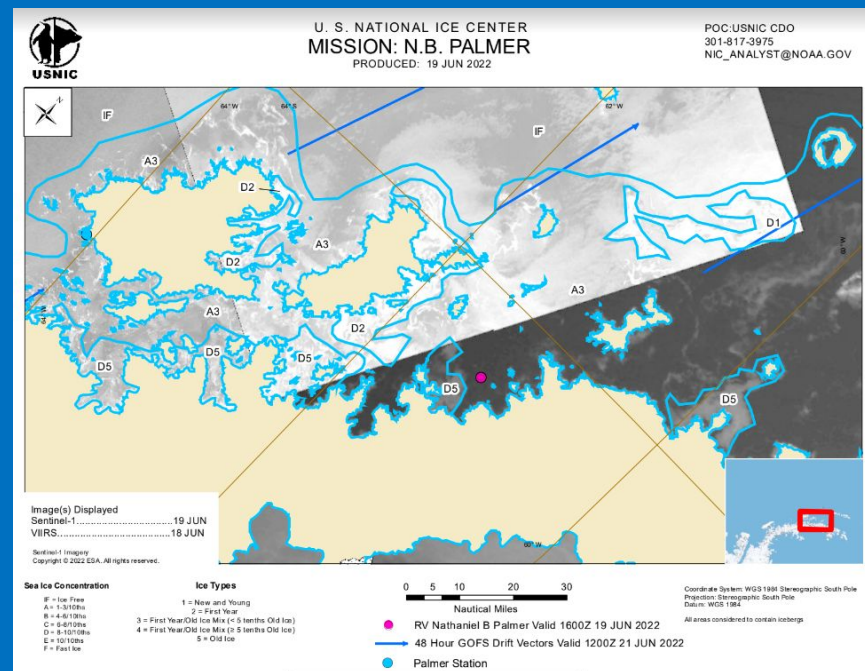 U. S. NATIONAL ICE CENTER
MISSION: N.B. PALMER
PRODUCED: 19 JUN 2022
USNIC
POC:USNIC CDO
301-817-3975
NIC_ANALYST@NOAA.GOV
N
64° W
64° S
62° W
IF
IF
A3
D2
A3
D2
D1
60° W
A3
A3
D2
D5
D5
D5
D5
D5
60° W
Image(s) Displayed
Sentinel-1..................................19 JUN
VIIRS.........................................18 JUN
Sentinel-1 Imagery
Copyright © 2022 ESA. All rights reserved.
Sea Ice Concentration
IF = Ice Free
A = 1-3/10ths
B = 4-6/10ths
D = 8-10/10ths
E = 10/10ths
F = Fast Ice
Ice Types
1 = New and Young
2 = First Year
3 = First Year/Old Ice Mix (< 5 tenths Old Ice)
4 = First Year/Old Ice Mix (≥ 5 tenths Old Ice)
5 = Old Ice
0 5 10 20 30
Nautical Miles
RV Nathaniel B Palmer Valid 1600Z 19 JUN 2022
48 Hour GOFS Drift Vectors Valid 1200Z 21 JUN 2022
Palmer Station
Coordinate System: WGS 1984 Stereographic South Pole
Projection: Stereographic South Pole
Datum: WGS 1984
All areas considered to contain icebergs